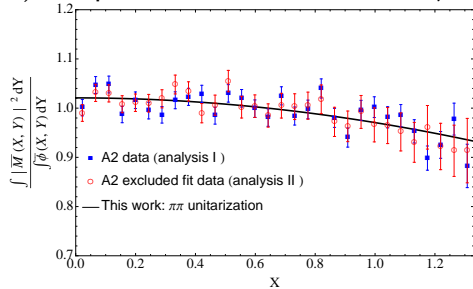 1.2
1.1
1.0
0.9
0.8
0.7
∫ | M̅ (X, Y) | ² dY
∫ ϕ̅ (X, Y) dY
A2 data (analysis I)
A2 excluded fit data (analysis II)
This work: ππ unitarization
0.0 0.2 0.4 0.6 0.8 1.0 1.2
X